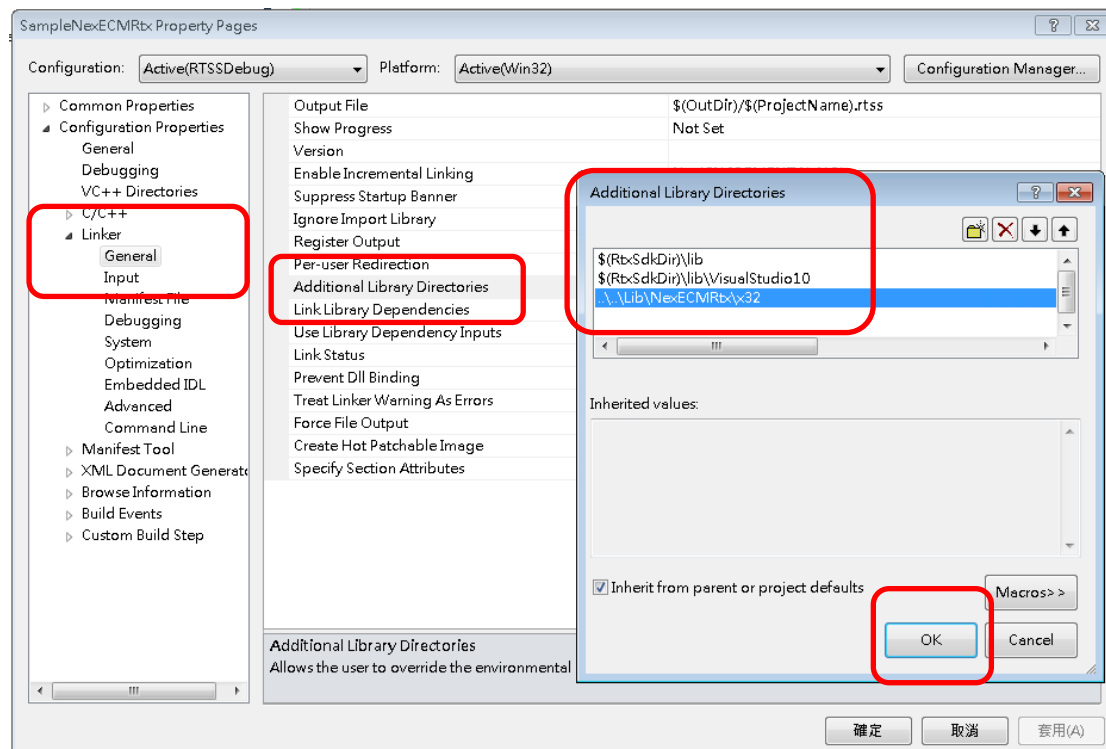 SampleNexECMRtx Property Pages
Configuration: Active(RTSSDebug) Platform: Active(Win32) Configuration Manager...
Common Properties
Configuration Properties
General
Debugging
VC++ Directories
C/C++
Linker
General
Input
Manifest File
Debugging
System
Optimization
Embedded IDL
Advanced
Command Line
Manifest Tool
XML Document Generato
Browse Information
Build Events
Custom Build Step
Output File $(OutDir)/$(ProjectName).rtss
Show Progress Not Set
Version
Enable Incremental Linking
Suppress Startup Banner
Ignore Import Library
Register Output
Per-user Redirection
Additional Library Directories
Link Library Dependencies
Use Library Dependency Inputs
Link Status
Prevent Dll Binding
Treat Linker Warning As Errors
Force File Output
Create Hot Patchable Image
Specify Section Attributes
Additional Library Directories
Allows the user to override the environmental
Additional Library Directories
$(RtxSdkDir)\lib
$(RtxSdkDir)\lib\VisualStudio10
..\..\Lib\NexECMRtx\x32
Inherited values:
Inherit from parent or project defaults
Macros>>
OK Cancel
確定 取消 套用(A)